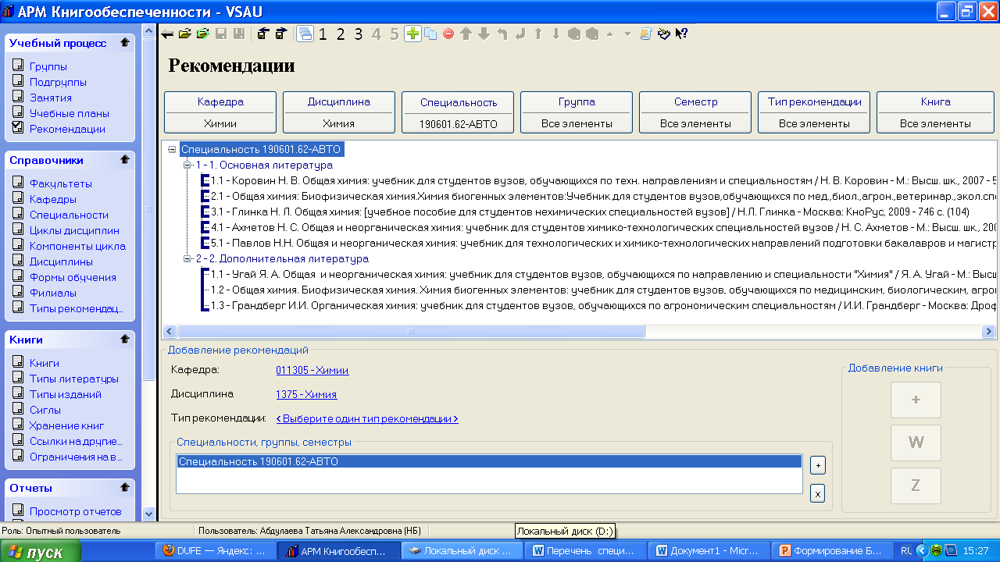 АРМ Книгообеспеченности - VSAU
Учебный процесс
Группы
Подгруппы
Занятия
Учебные планы
Рекомендации
Справочники
Факультеты
Кафедры
Специальности
Циклы дисциплин
Компоненты цикла
Дисциплины
Формы обучения
Филиалы
Типы рекомендац...
Книги
Книги
Типы литературы
Типы изданий
Сиглы
Хранение книг
Ссылки на другие...
Ограничения на в...
Отчеты
Просмотр отчетов
1 2 3 4 5
Рекомендации
Кафедра Дисциплина Специальность Группа Семестр Тип рекомендации Книга
Химии Химия 190601.62-АВТО Все элементы Все элементы Все элементы Все элементы
Специальность 190601.62-АВТО
1 - 1. Основная литература
1.1 - Коровин Н. В. Общая химия: учебник для студентов вузов, обучающихся по техн. направлениям и специальностям / Н. В. Коровин - М.: Высш. шк., 2007 - 5
2.1 - Общая химия. Биофизическая химия.Химия биогенных элементов:Учебник для студентов вузов,обучающихся по мед.,биол.,агрон.,ветеринар.,экол.сп
3.1 - Глинка Н. Л. Общая химия: [учебное пособие для студентов нехимических специальностей вузов] / Н.Л. Глинка - Москва: КноРус, 2009 - 746 с. (104)
4.1 - Ахметов Н. С. Общая и неорганическая химия: учебник для студентов химико-технологических специальностей вузов / Н. С. Ахметов - М.: Высш. шк., 200
5.1 - Павлов Н.Н. Общая и неорганическая химия: учебник для технологических и химико-технологических направлений подготовки бакалавров и магистр
2 - 2. Дополнительная литература
1.1 - Угай Я. А. Общая и неорганическая химия: учебник для студентов вузов, обучающихся по направлению и специальности "Химия" / Я. А. Угай - М.: Высш
1.2 - Общая химия. Биофизическая химия. Химия биогенных элементов: учебник для студентов вузов, обучающихся по медицинским, биологическим, агро
1.3 - Грандберг И.И. Органическая химия: учебник для студентов вузов, обучающихся по агрономическим специальностям / И.И. Грандберг - Москва: Дроф
Добавление рекомендаций
Кафедра: 011305 - Химии
Дисциплина 1375 - Химия
Тип рекомендации: < Выберите один тип рекомендации >
Специальности, группы, семестры
Специальность 190601.62-АВТО
+
x
Добавление книги
+
W
Z
Роль: Опытный пользователь Пользователь: Абдулаева Татьяна Александровна (НБ)
Локальный диск (D:)
пуск DUFE — Яндекс: ... АРМ Книгообеспеч... Локальный диск ... Перечень специ... Документ1 - Micr... Формирование Б... RL 15:27